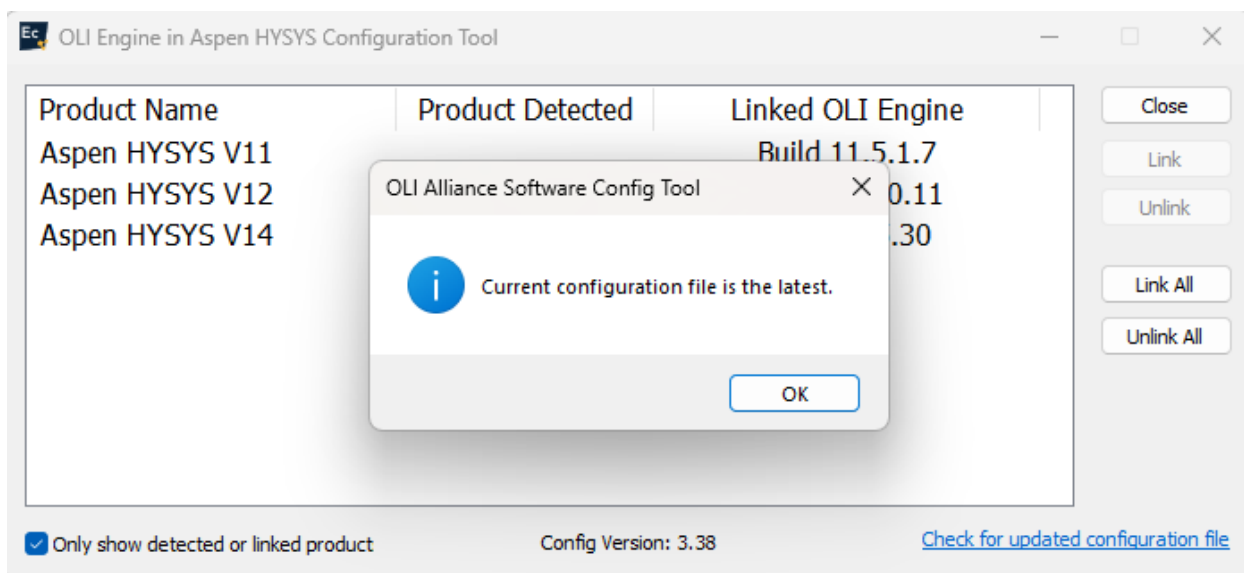 Ec OLI Engine in Aspen HYSYS Configuration Tool
Product Name Product Detected Linked OLI Engine
Close
Aspen HYSYS V11 Build 11.5.1.7
Link
OLI Alliance Software Config Tool
Aspen HYSYS V12 0.11
Unlink
Aspen HYSYS V14 .30
Current configuration file is the latest.
Link All
Unlink All
OK
Only show detected or linked product Config Version: 3.38 Check for updated configuration file